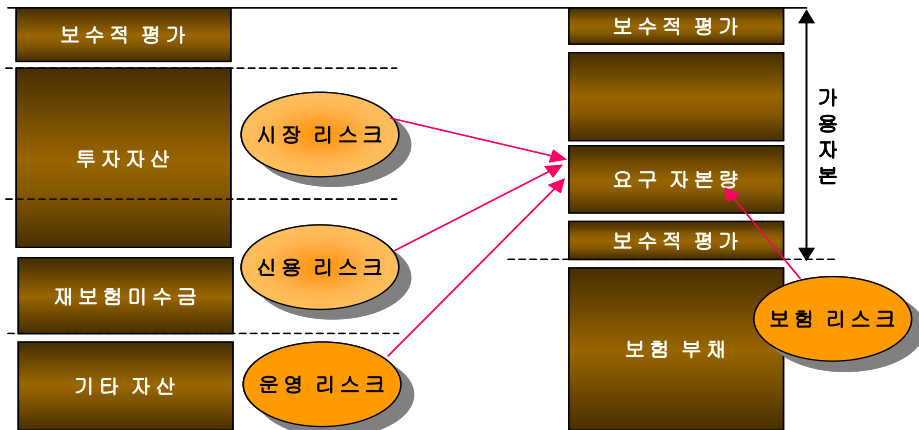 보수적 평가
투자자산
재보험미수금
기타 자산
시장 리스크
신용 리스크
운영 리스크
보수적 평가
요구 자본량
보수적 평가
보험 부채
보험 리스크
가용자본